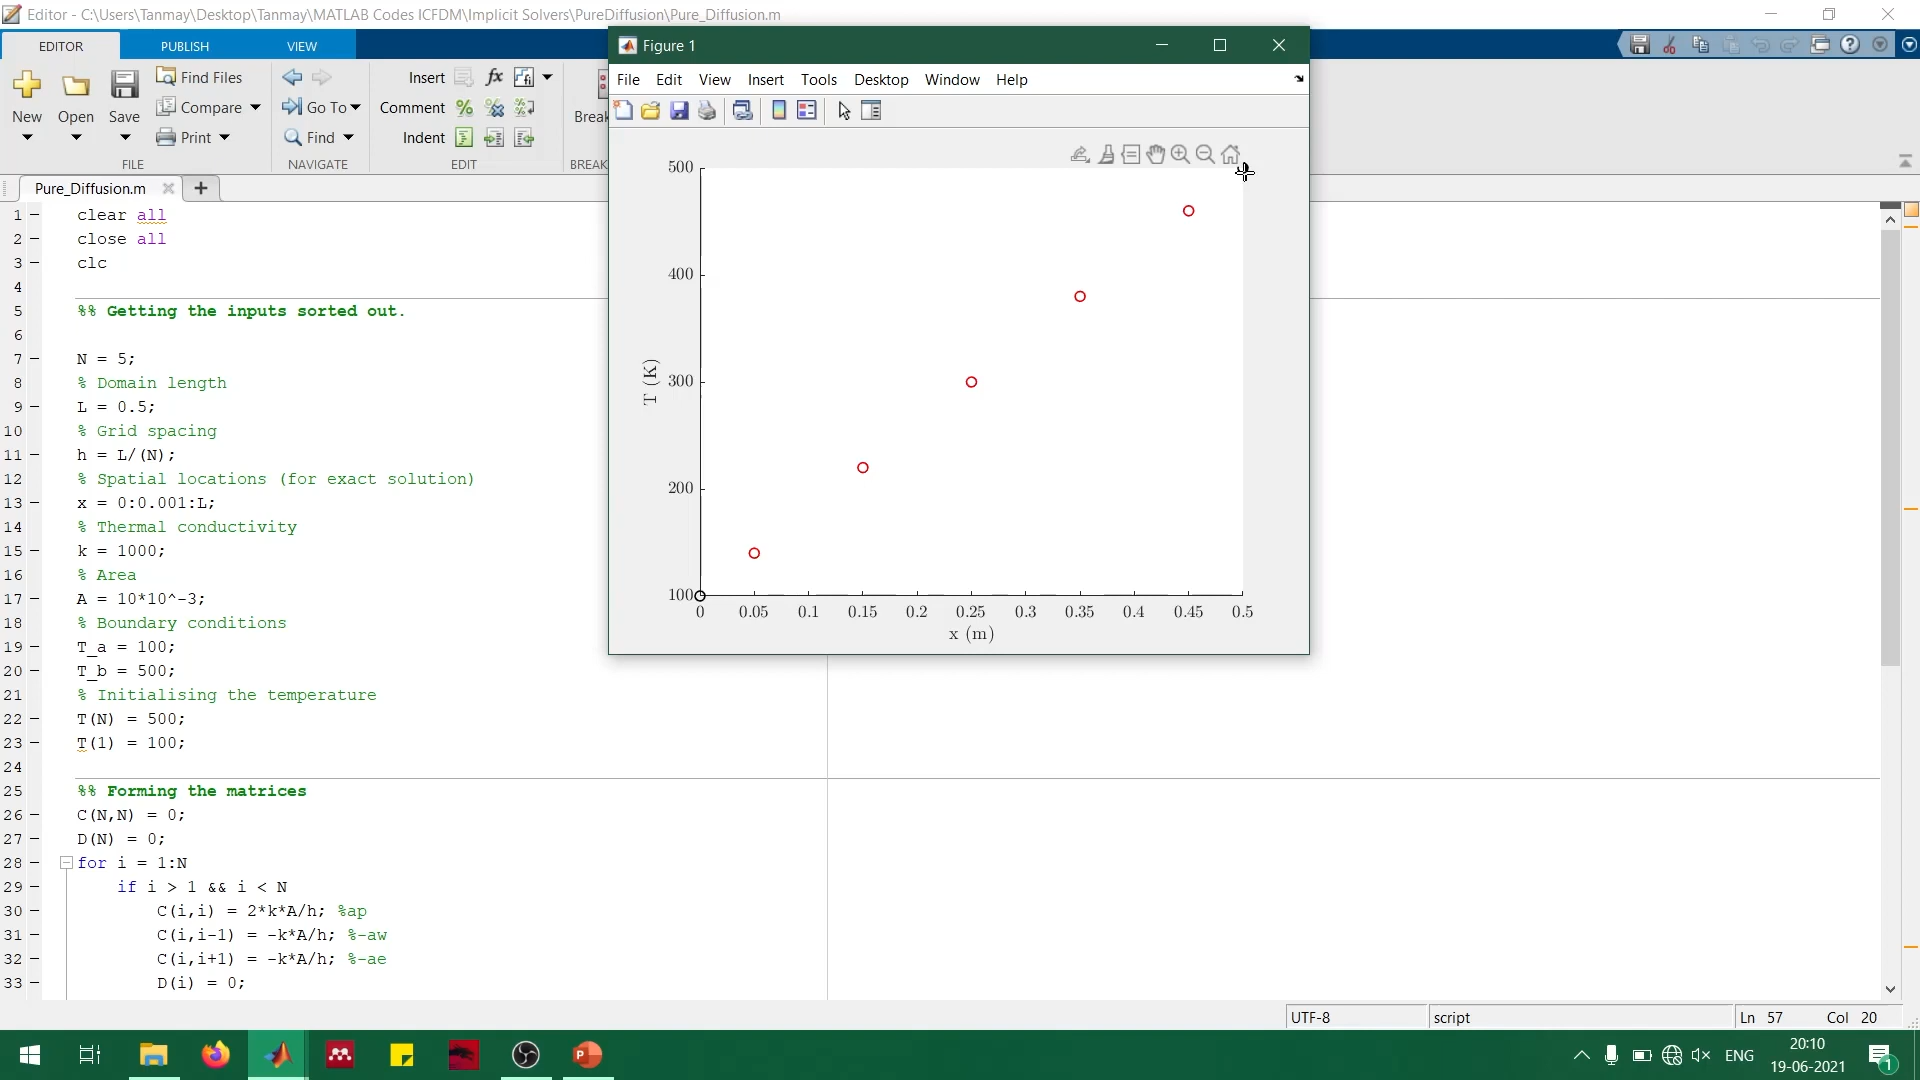 Editor - C:\Users\Tanmay\Desktop\Tanmay\MATLAB Codes ICFDM\Implicit Solvers\PureDiffusion\Pure_Diffusion.m
EDITOR
PUBLISH
VIEW
New
Open
Save
Find Files
Compare
Print
FILE
Go To
Find
NAVIGATE
Insert
Comment
Indent
EDIT
Break
BREAK
Pure_Diffusion.m
Figure 1
File Edit View Insert Tools Desktop Window Help
500
400
300
200
100
T (K)
0 0.05 0.1 0.15 0.2 0.25 0.3 0.35 0.4 0.45 0.5
x (m)
1 clear all
2 close all
3 clc
4
5 %% Getting the inputs sorted out.
6
7 N = 5;
8 % Domain length
9 L = 0.5;
10 % Grid spacing
11 h = L/(N);
12 % Spatial locations (for exact solution)
13 x = 0:0.001:L;
14 % Thermal conductivity
15 k = 1000;
16 % Area
17 A = 10*10^-3;
18 % Boundary conditions
19 T_a = 100;
20 T_b = 500;
21 % Initialising the temperature
22 T(N) = 500;
23 T(1) = 100;
24
25 %% Forming the matrices
26 C(N,N) = 0;
27 D(N) = 0;
28 for i = 1:N
29 if i > 1 && i < N
30 C(i,i) = 2*k*A/h; %ap
31 C(i,i-1) = -k*A/h; %-aw
32 C(i,i+1) = -k*A/h; %-ae
33 D(i) = 0;
UTF-8
script
Ln 57 Col 20
ENG
20:10
19-06-2021
1